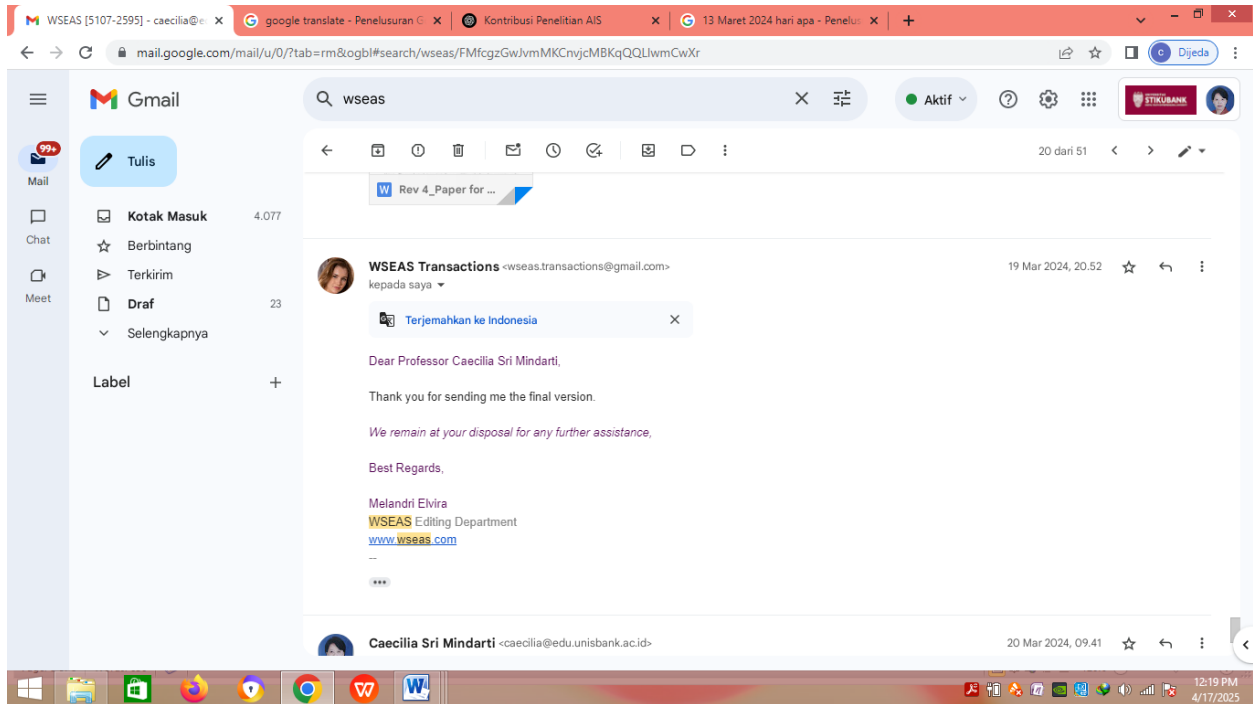 WSEAS [5107-2595] - caecilia@e
google translate - Penelusuran G
Kontribusi Penelitian AIS
13 Maret 2024 hari apa - Penelus
mail.google.com/mail/u/0/?tab=rm&ogbl#search/wseas/FMfcgzGwJvmMKCnvjcMBKqQQLlwmCwXr
Dijeda
Gmail
wseas
Aktif
STIKUBANK
99+
Mail
Tulis
20 dari 51
Rev 4_Paper for ...
Chat
Kotak Masuk 4.077
Berbintang
Meet
Terkirim
Draf 23
Selengkapnya
Label
WSEAS Transactions <wseas.transactions@gmail.com> 19 Mar 2024, 20.52
kepada saya
Terjemahkan ke Indonesia
Dear Professor Caecilia Sri Mindarti,
Thank you for sending me the final version.
We remain at your disposal for any further assistance,
Best Regards,
Melandri Elvira
WSEAS Editing Department
www.wseas.com
--
Caecilia Sri Mindarti <caecilia@edu.unisbank.ac.id> 20 Mar 2024, 09.41
12:19 PM
4/17/2025